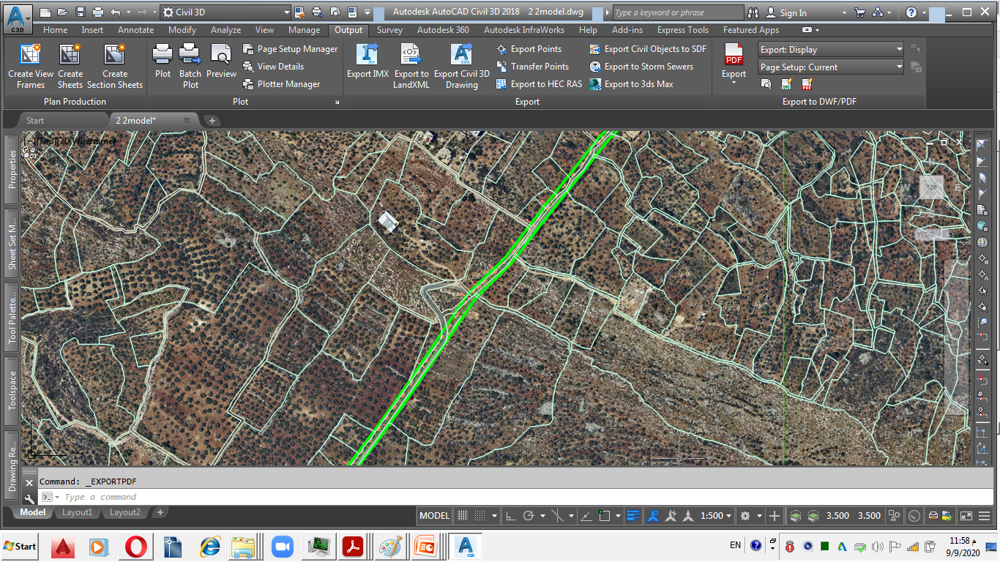 Civil 3D
Autodesk AutoCAD Civil 3D 2018 2 2model.dwg
Type a keyword or phrase
Sign In
C3D
Home Insert Annotate Modify Analyze View Manage Output Survey Autodesk 360 Autodesk InfraWorks Help Add-ins Express Tools Featured Apps
Create View Frames
Create Sheets
Create Section Sheets
Plan Production
Plot
Batch Plot
Preview
Page Setup Manager
View Details
Plotter Manager
Plot
Export IMX
Export to LandXML
Export Civil 3D Drawing
Export Points
Transfer Points
Export to HEC RAS
Export Civil Objects to SDF
Export to Storm Sewers
Export to 3ds Max
Export
PDF
Export
Export: Display
Page Setup: Current
Export to DWF/PDF
Start
2 2model*
[-][Top][2D Wireframe]
Properties
Sheet Set M...
Tool Palette...
Toolspace
Drawing Re...
TOP
W
E
Y
X
Command: _EXPORTPDF
Type a command
Model Layout1 Layout2
MODEL
1:500
3.500 3.500
Start
EN
11:58 م
9/9/2020